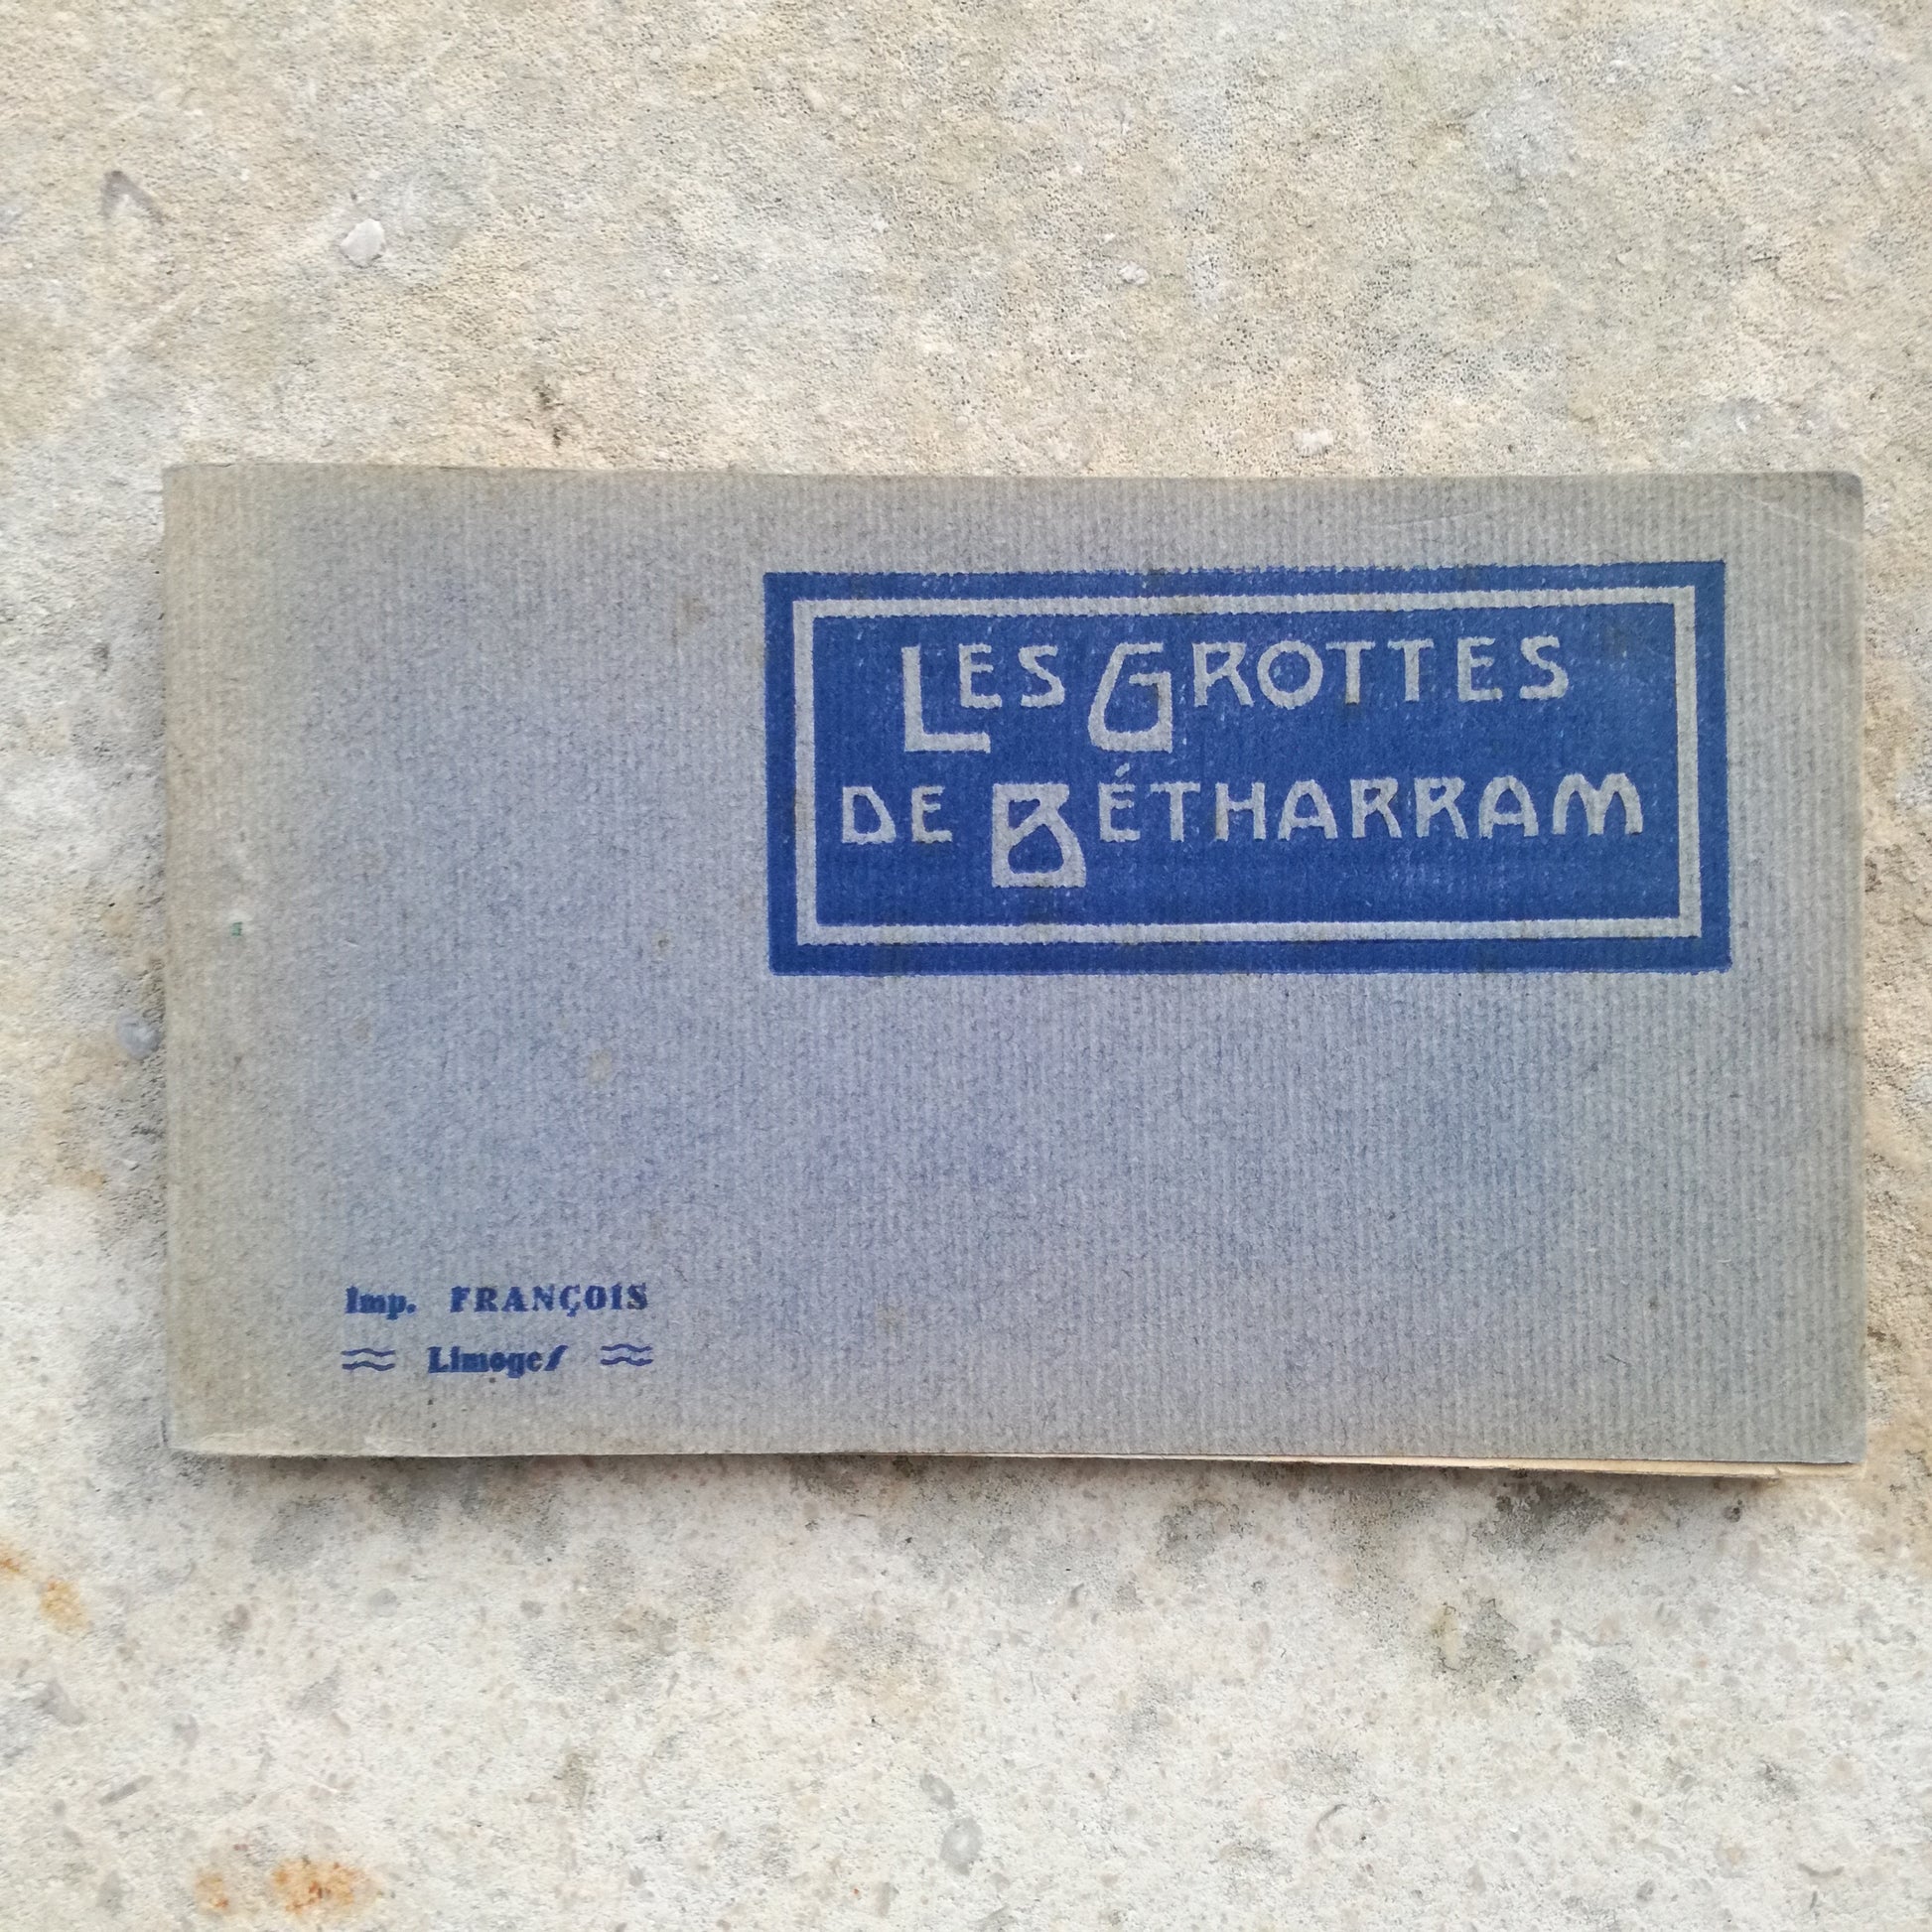 LES GROTTES
DE BÉTHARRAM
Imp. FRANÇOIS
Limoges